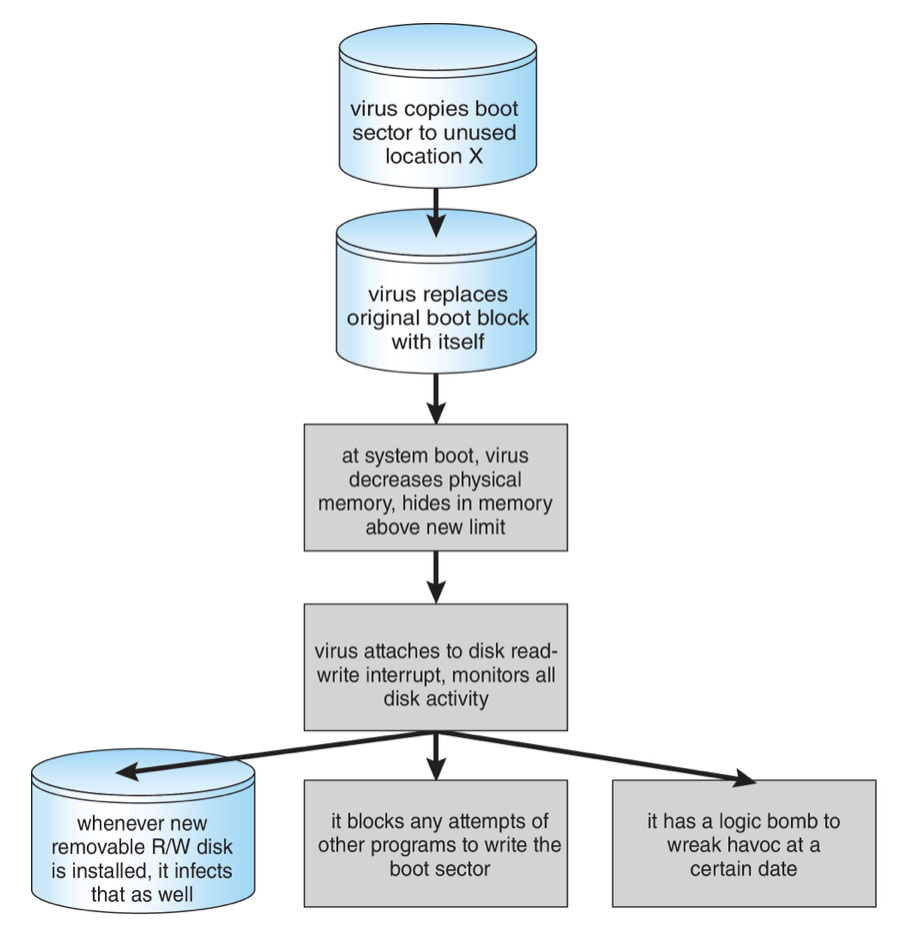 virus copies boot
sector to unused
location X
virus replaces
original boot block
with itself
at system boot, virus
decreases physical
memory, hides in memory
above new limit
virus attaches to disk read-
write interrupt, monitors all
disk activity
whenever new
removable R/W disk
is installed, it infects
that as well
it blocks any attempts of
other programs to write the
boot sector
it has a logic bomb to
wreak havoc at a
certain date